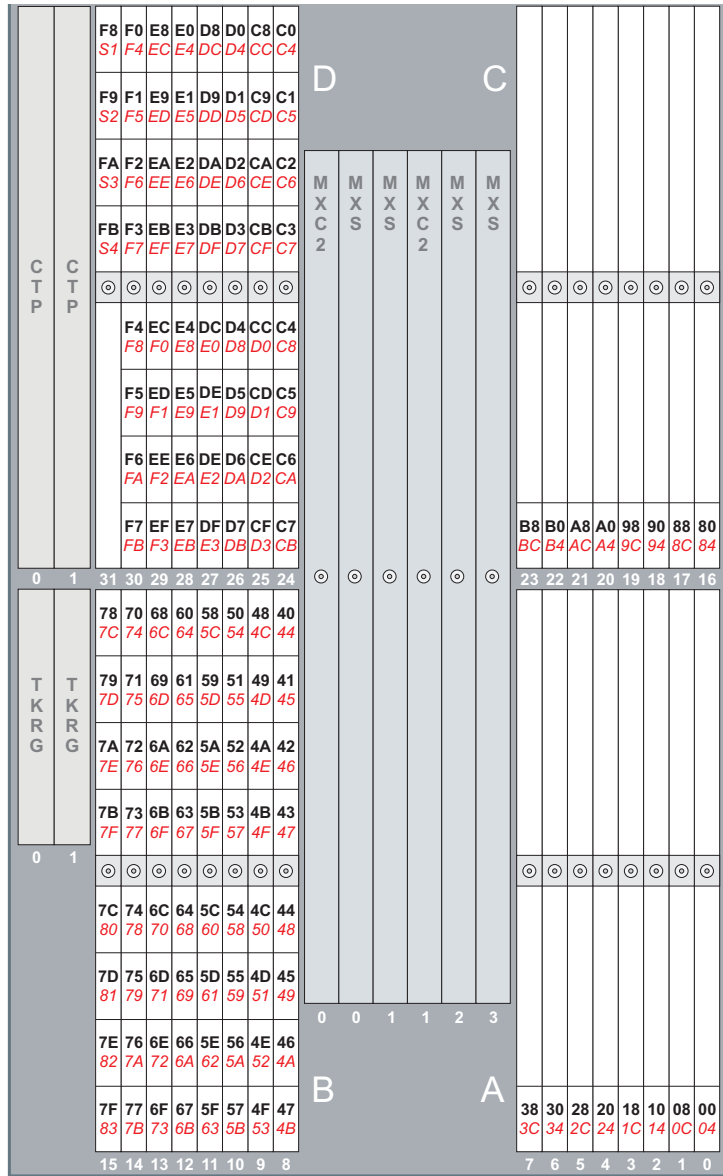 F8 F0 E8 E0 D8 D0 C8 C0
S1 F4 EC E4 DC D4 CC C4
D C
F9 F1 E9 E1 D9 D1 C9 C1
S2 F5 ED E5 DD D5 CD C5
FA F2 EA E2 DA D2 CA C2
S3 F6 EE E6 DE D6 CE C6
MXC2 MXS MXS MXC2 MXS MXS
FB F3 EB E3 DB D3 CB C3
S4 F7 EF E7 DF D7 CF C7
CTP CTP
F4 EC E4 DC D4 CC C4
F8 F0 E8 E0 D8 D0 C8
F5 ED E5 DE D5 CD C5
F9 F1 E9 E1 D9 D1 C9
F6 EE E6 DE D6 CE C6
FA F2 EA E2 DA D2 CA
F7 EF E7 DF D7 CF C7 B8 B0 A8 A0 98 90 88 80
FB F3 EB E3 DB D3 CB BC B4 AC A4 9C 94 8C 84
0 1 31 30 29 28 27 26 25 24 23 22 21 20 19 18 17 16
78 70 68 60 58 50 48 40
7C 74 6C 64 5C 54 4C 44
79 71 69 61 59 51 49 41
7D 75 6D 65 5D 55 4D 45
TKRG TKRG
7A 72 6A 62 5A 52 4A 42
7E 76 6E 66 5E 56 4E 46
7B 73 6B 63 5B 53 4B 43
7F 77 6F 67 5F 57 4F 47
0 1
7C 74 6C 64 5C 54 4C 44
80 78 70 68 60 58 50 48
7D 75 6D 65 5D 55 4D 45
81 79 71 69 61 59 51 49
0 0 1 1 2 3
7E 76 6E 66 5E 56 4E 46
82 7A 72 6A 62 5A 52 4A
B A
7F 77 6F 67 5F 57 4F 47 38 30 28 20 18 10 08 00
83 7B 73 6B 63 5B 53 4B 3C 34 2C 24 1C 14 0C 04
15 14 13 12 11 10 9 8 7 6 5 4 3 2 1 0